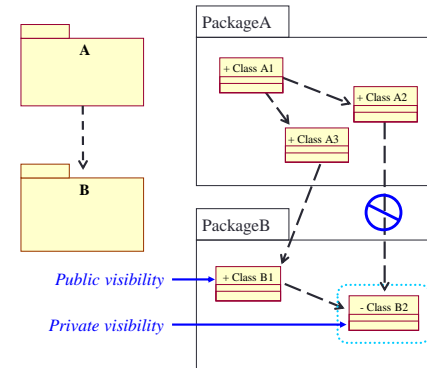 A
B
PackageA
+ Class A1
+ Class A2
+ Class A3
PackageB
Public visibility
+ Class B1
- Class B2
Private visibility